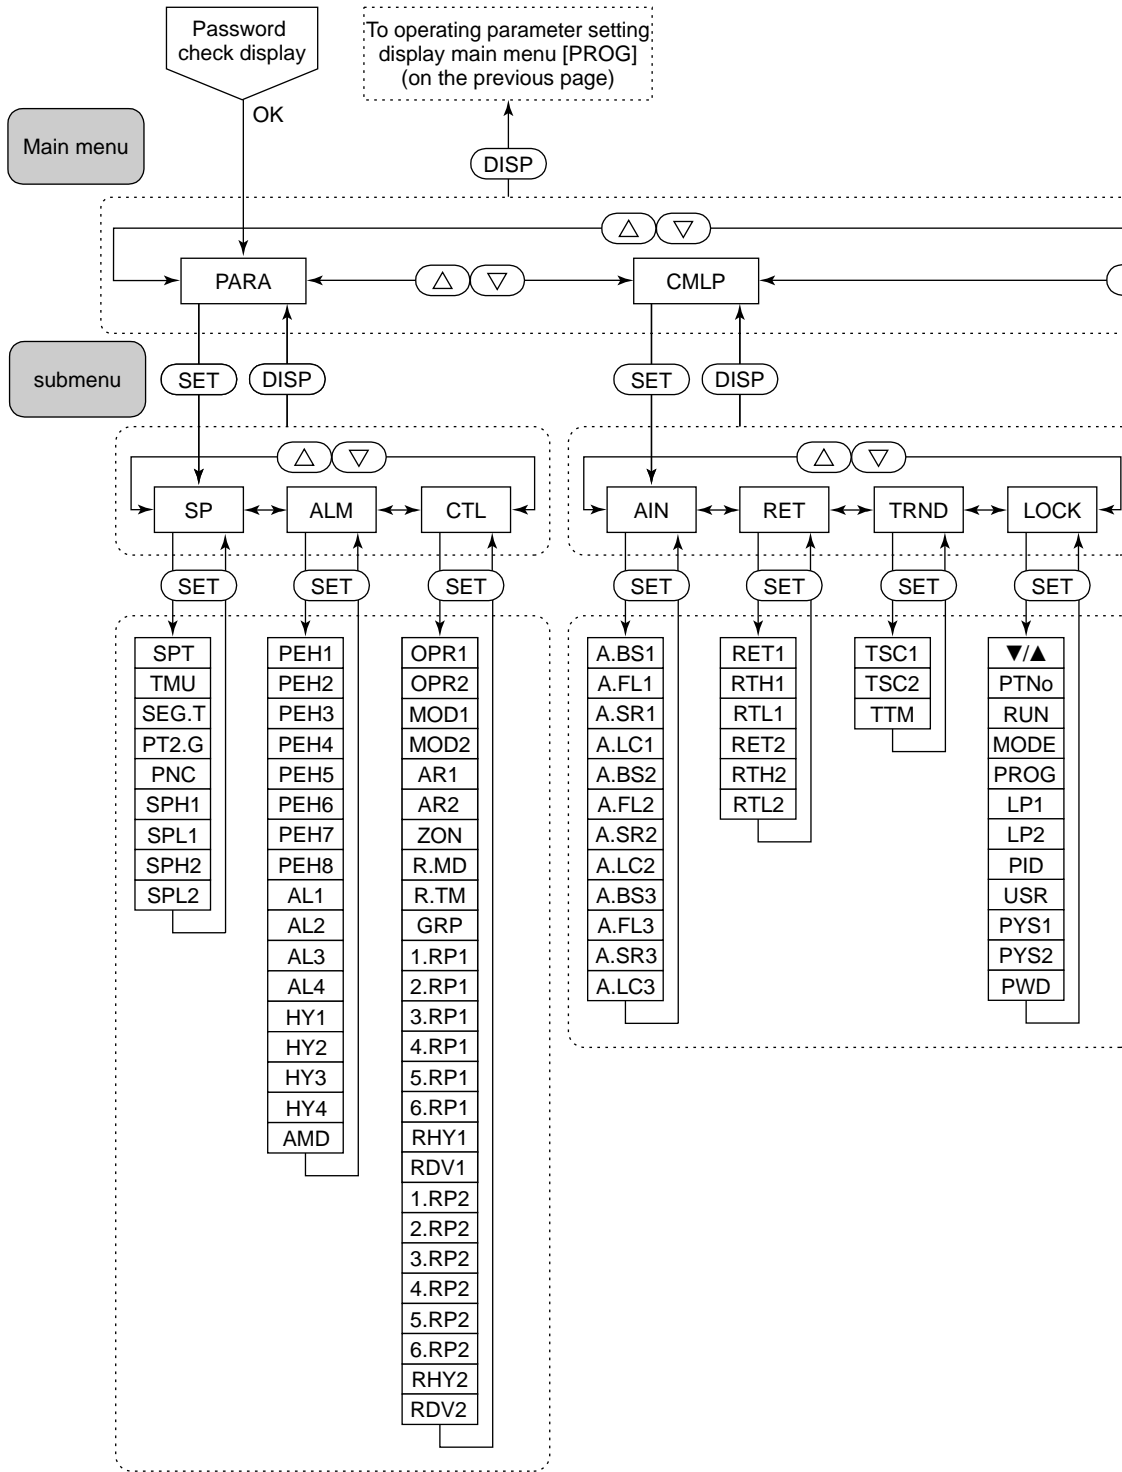 Password
check display
To operating parameter setting
display main menu [PROG]
(on the previous page)
OK
Main menu
DISP
△ ▽
PARA
△ ▽
CMLP
submenu
SET
DISP
SET
DISP
△ ▽
△ ▽
SP
ALM
CTL
AIN
RET
TRND
LOCK
SET
SET
SET
SET
SET
SET
SET
SPT
TMU
SEG.T
PT2.G
PNC
SPH1
SPL1
SPH2
SPL2
PEH1
PEH2
PEH3
PEH4
PEH5
PEH6
PEH7
PEH8
AL1
AL2
AL3
AL4
HY1
HY2
HY3
HY4
AMD
OPR1
OPR2
MOD1
MOD2
AR1
AR2
ZON
R.MD
R.TM
GRP
1.RP1
2.RP1
3.RP1
4.RP1
5.RP1
6.RP1
RHY1
RDV1
1.RP2
2.RP2
3.RP2
4.RP2
5.RP2
6.RP2
RHY2
RDV2
A.BS1
A.FL1
A.SR1
A.LC1
A.BS2
A.FL2
A.SR2
A.LC2
A.BS3
A.FL3
A.SR3
A.LC3
RET1
RTH1
RTL1
RET2
RTH2
RTL2
TSC1
TSC2
TTM
▼/▲
PTNo
RUN
MODE
PROG
LP1
LP2
PID
USR
PYS1
PYS2
PWD